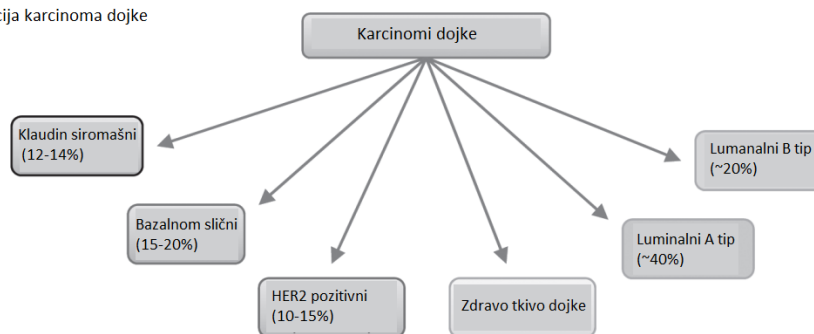 cija karcinoma dojke
Karcinomi dojke
Klaudin siromašni
(12-14%)
Lumanalni B tip
(~20%)
Bazalnom slični
(15-20%)
Luminalni A tip
(~40%)
HER2 pozitivni
(10-15%)
Zdravo tkivo dojke